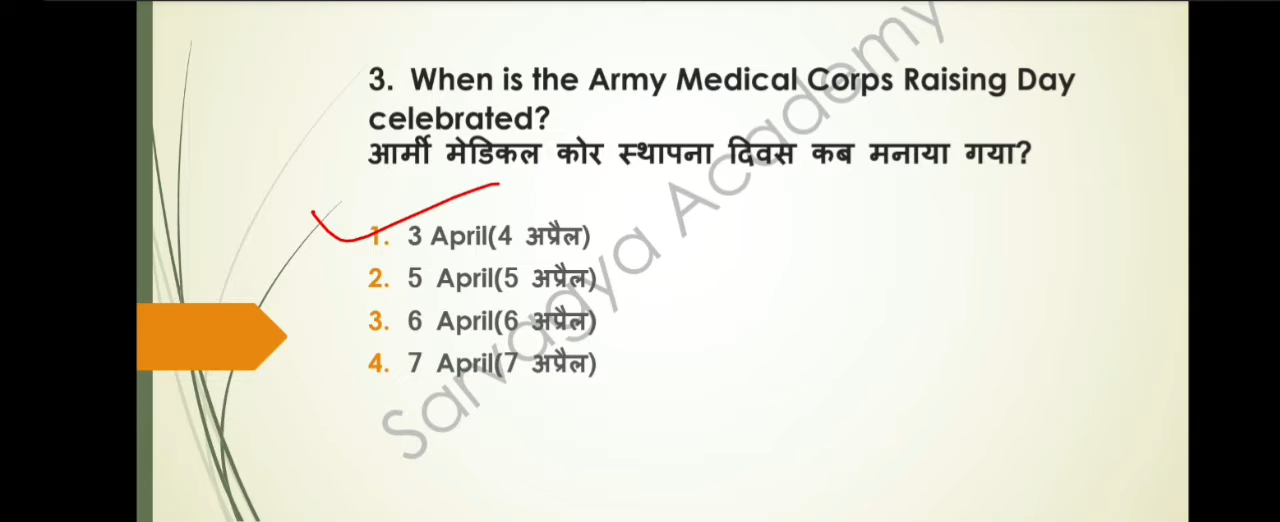 3. When is the Army Medical Corps Raising Day
celebrated?
आर्मी मेडिकल कोर स्थापना दिवस कब मनाया गया?
1. 3 April(4 अप्रैल)
2. 5 April(5 अप्रैल)
3. 6 April(6 अप्रैल)
4. 7 April(7 अप्रैल)
Sarvagya Academy